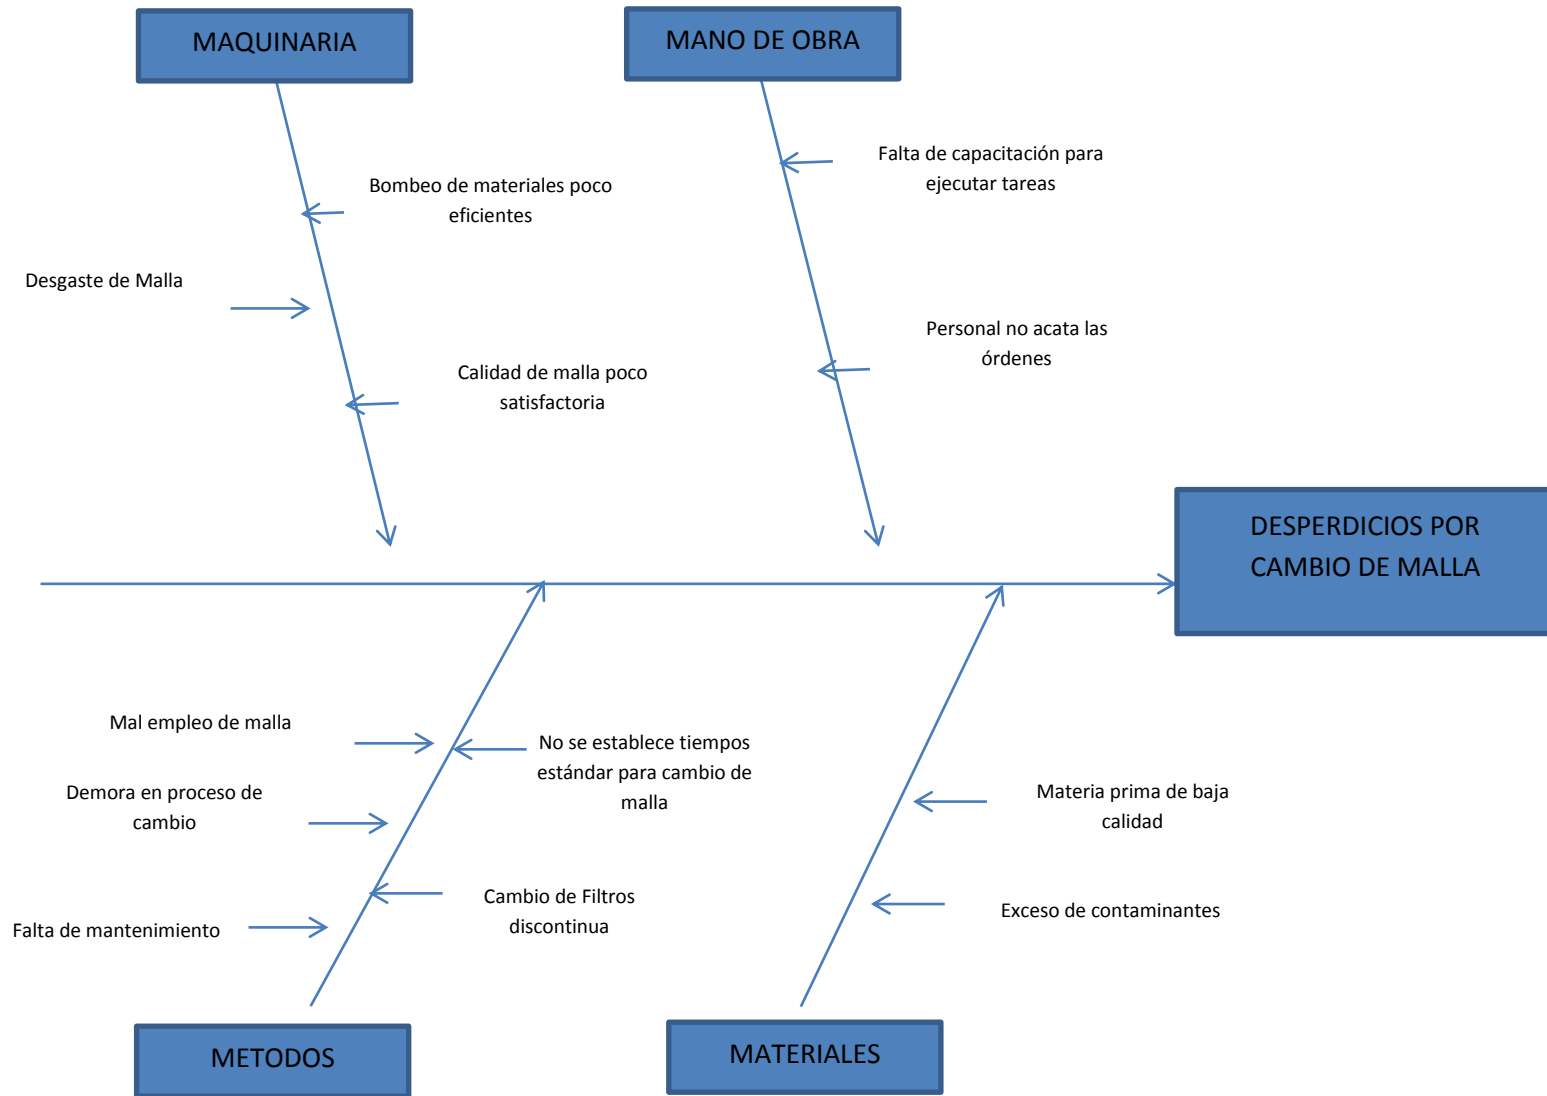 MAQUINARIA
MANO DE OBRA
Bombeo de materiales poco
eficientes
Falta de capacitación para
ejecutar tareas
Desgaste de Malla
Personal no acata las
órdenes
Calidad de malla poco
satisfactoria
DESPERDICIOS POR
CAMBIO DE MALLA
Mal empleo de malla
No se establece tiempos
estándar para cambio de
malla
Demora en proceso de
cambio
Materia prima de baja
calidad
Cambio de Filtros
discontinua
Falta de mantenimiento
Exceso de contaminantes
METODOS
MATERIALES